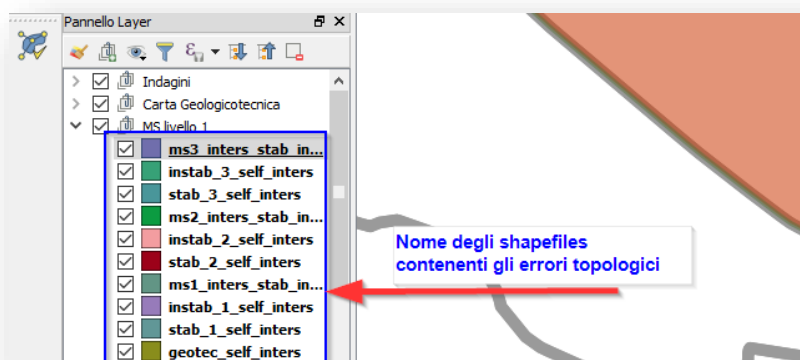 Pannello Layer
Indagini
Carta Geologicotecnica
MS livello 1
ms3_inters_stab_in...
instab_3_self_inters
stab_3_self_inters
ms2_inters_stab_in...
instab_2_self_inters
stab_2_self_inters
ms1_inters_stab_in...
instab_1_self_inters
stab_1_self_inters
geotec_self_inters
Nome degli shapefiles
contenenti gli errori topologici